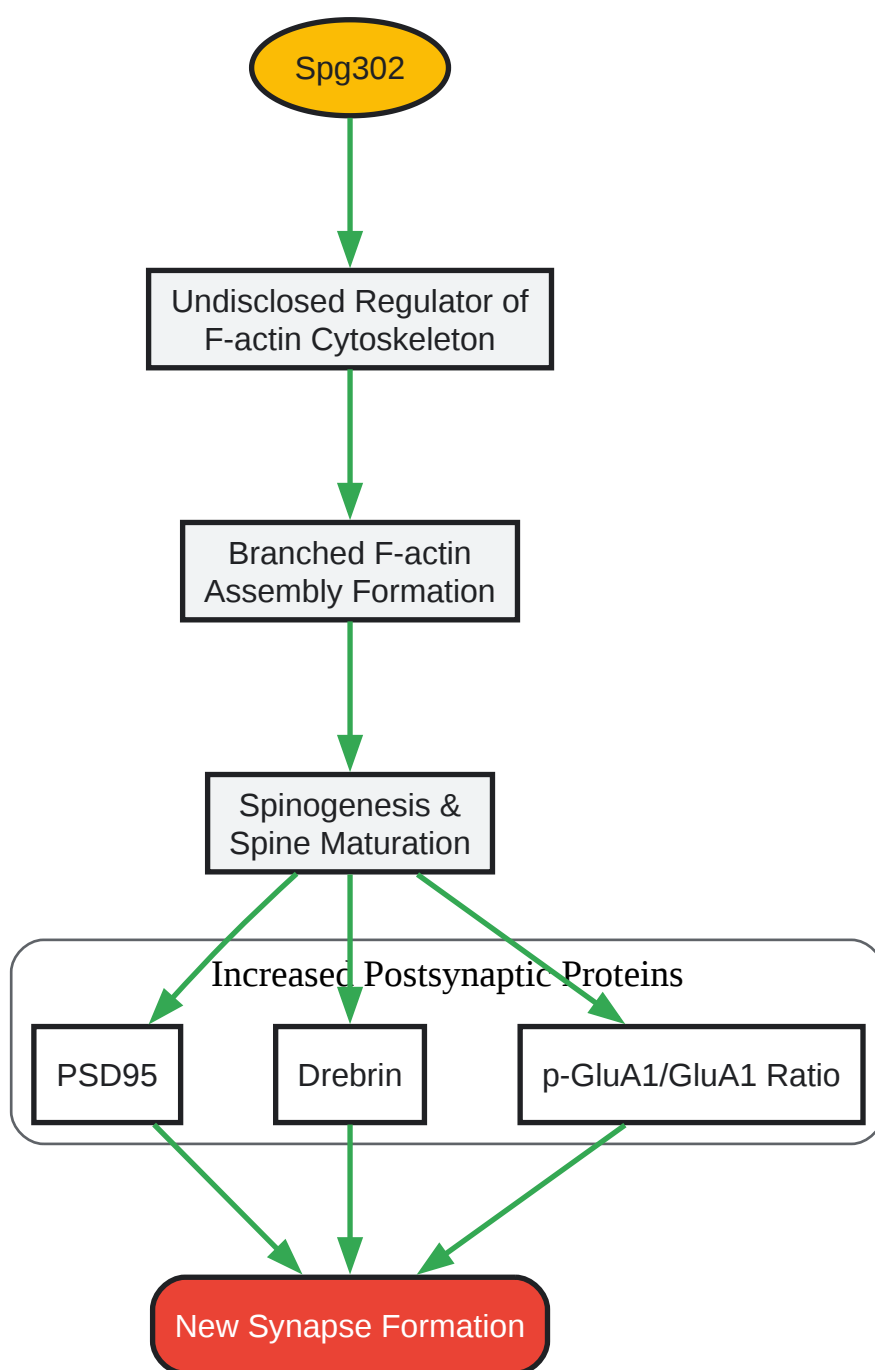 Spg302
Undisclosed Regulator of
F-actin Cytoskeleton
Branched F-actin
Assembly Formation
Spinogenesis &
Spine Maturation
Increased Postsynaptic Proteins
PSD95
Drebrin
p-GluA1/GluA1 Ratio
New Synapse Formation